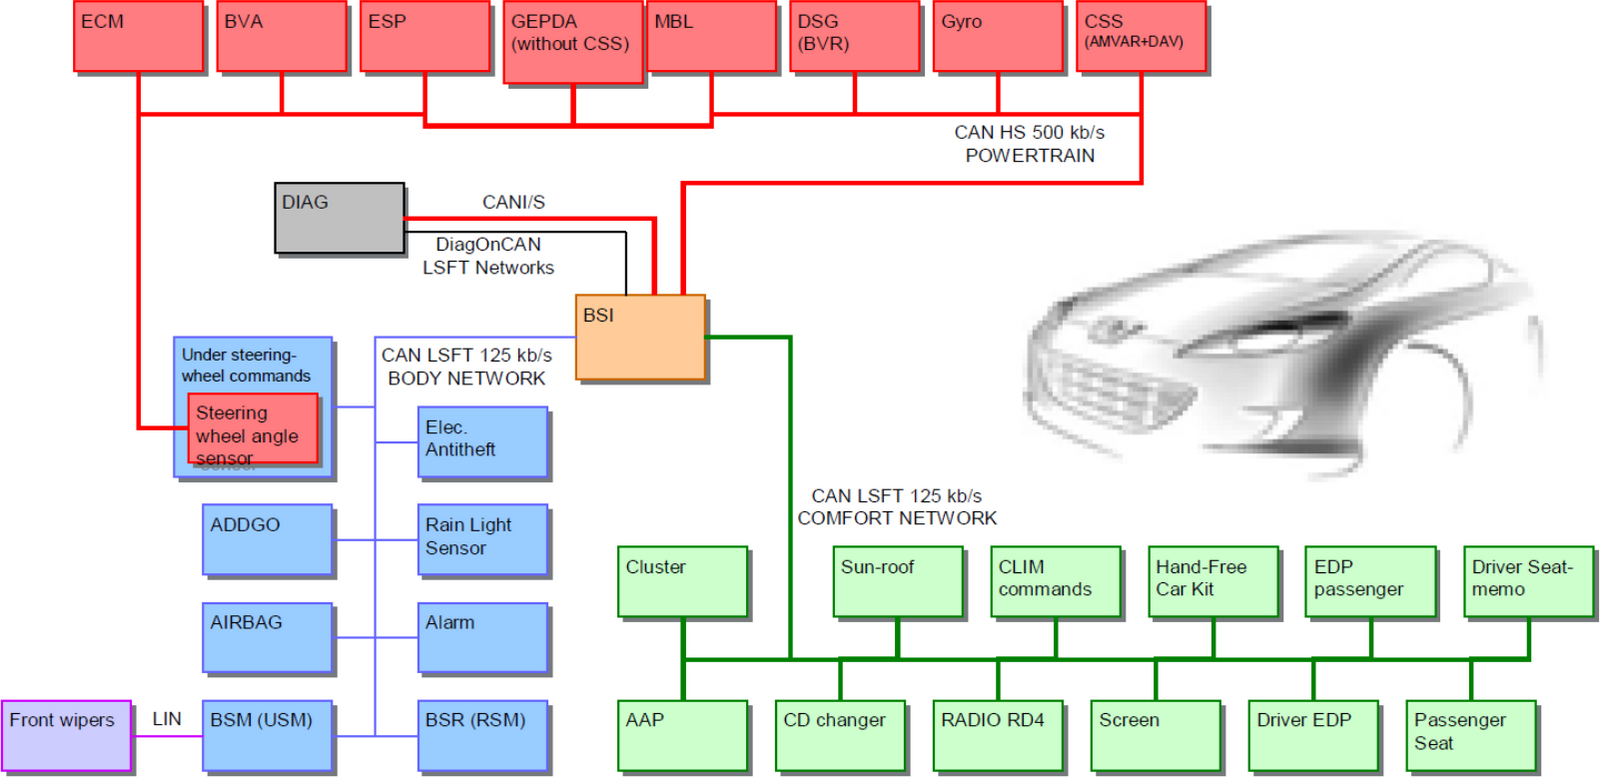 ECM
BVA
ESP
GEPDA
(without CSS)
MBL
DSG
(BVR)
Gyro
CSS
(AMVAR+DAV)
CAN HS 500 kb/s
POWERTRAIN
DIAG
CANI/S
DiagOnCAN
LSFT Networks
BSI
Under steering-
wheel commands
Steering
wheel angle
sensor
CAN LSFT 125 kb/s
BODY NETWORK
Elec.
Antitheft
ADDGO
Rain Light
Sensor
AIRBAG
Alarm
Front wipers
LIN
BSM (USM)
BSR (RSM)
CAN LSFT 125 kb/s
COMFORT NETWORK
Cluster
Sun-roof
CLIM
commands
Hand-Free
Car Kit
EDP
passenger
Driver Seat-
memo
AAP
CD changer
RADIO RD4
Screen
Driver EDP
Passenger
Seat